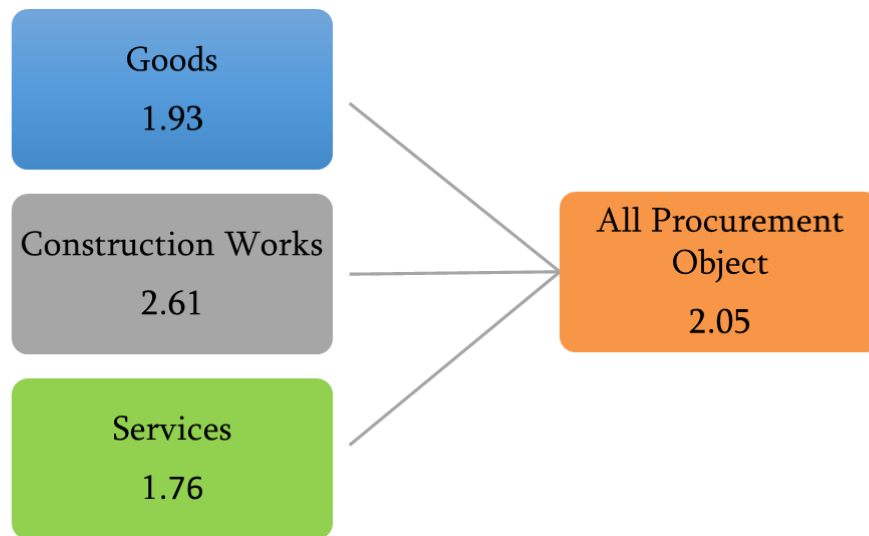 Goods
1.93
Construction Works
2.61
Services
1.76
All Procurement
Object
2.05